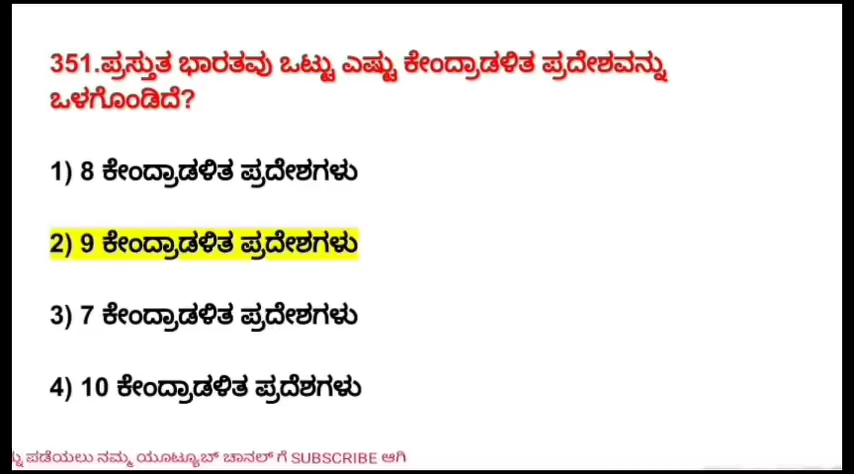 351.ಪ್ರಸ್ತುತ ಭಾರತವು ಒಟ್ಟು ಎಷ್ಟು ಕೇಂದ್ರಾಡಳಿತ ಪ್ರದೇಶವನ್ನು
ಒಳಗೊಂಡಿದೆ?
1) 8 ಕೇಂದ್ರಾಡಳಿತ ಪ್ರದೇಶಗಳು
2) 9 ಕೇಂದ್ರಾಡಳಿತ ಪ್ರದೇಶಗಳು
3) 7 ಕೇಂದ್ರಾಡಳಿತ ಪ್ರದೇಶಗಳು
4) 10 ಕೇಂದ್ರಾಡಳಿತ ಪ್ರದೆಶಗಳು
ಪಡೆಯಲು ನಮ್ಮ ಯೂಟ್ಯೂಬ್ ಚಾನಲ್ ಗೆ SUBSCRIBE ಆಗಿ